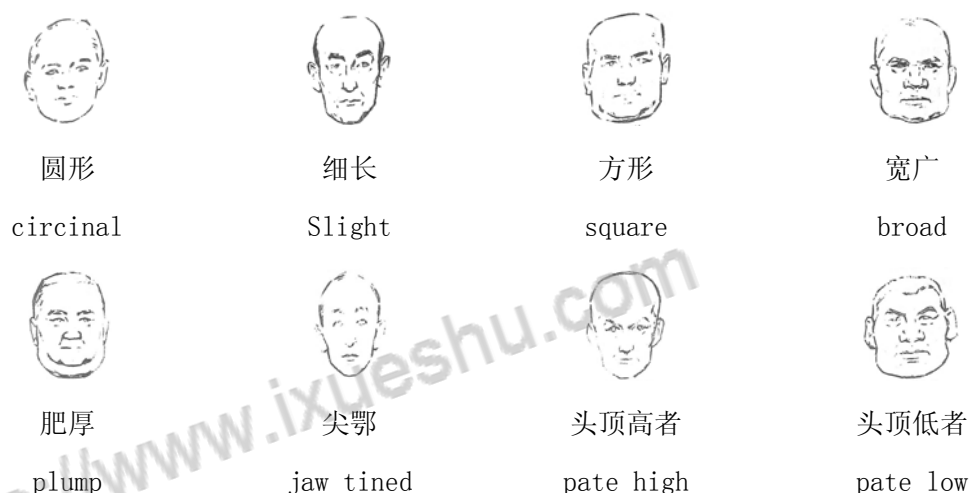 圆形 细长 方形 宽广
circinal Slight square broad
肥厚 尖鄂 头顶高者 头顶低者
plump jaw tined pate high pate low
//www.ixueshu.com